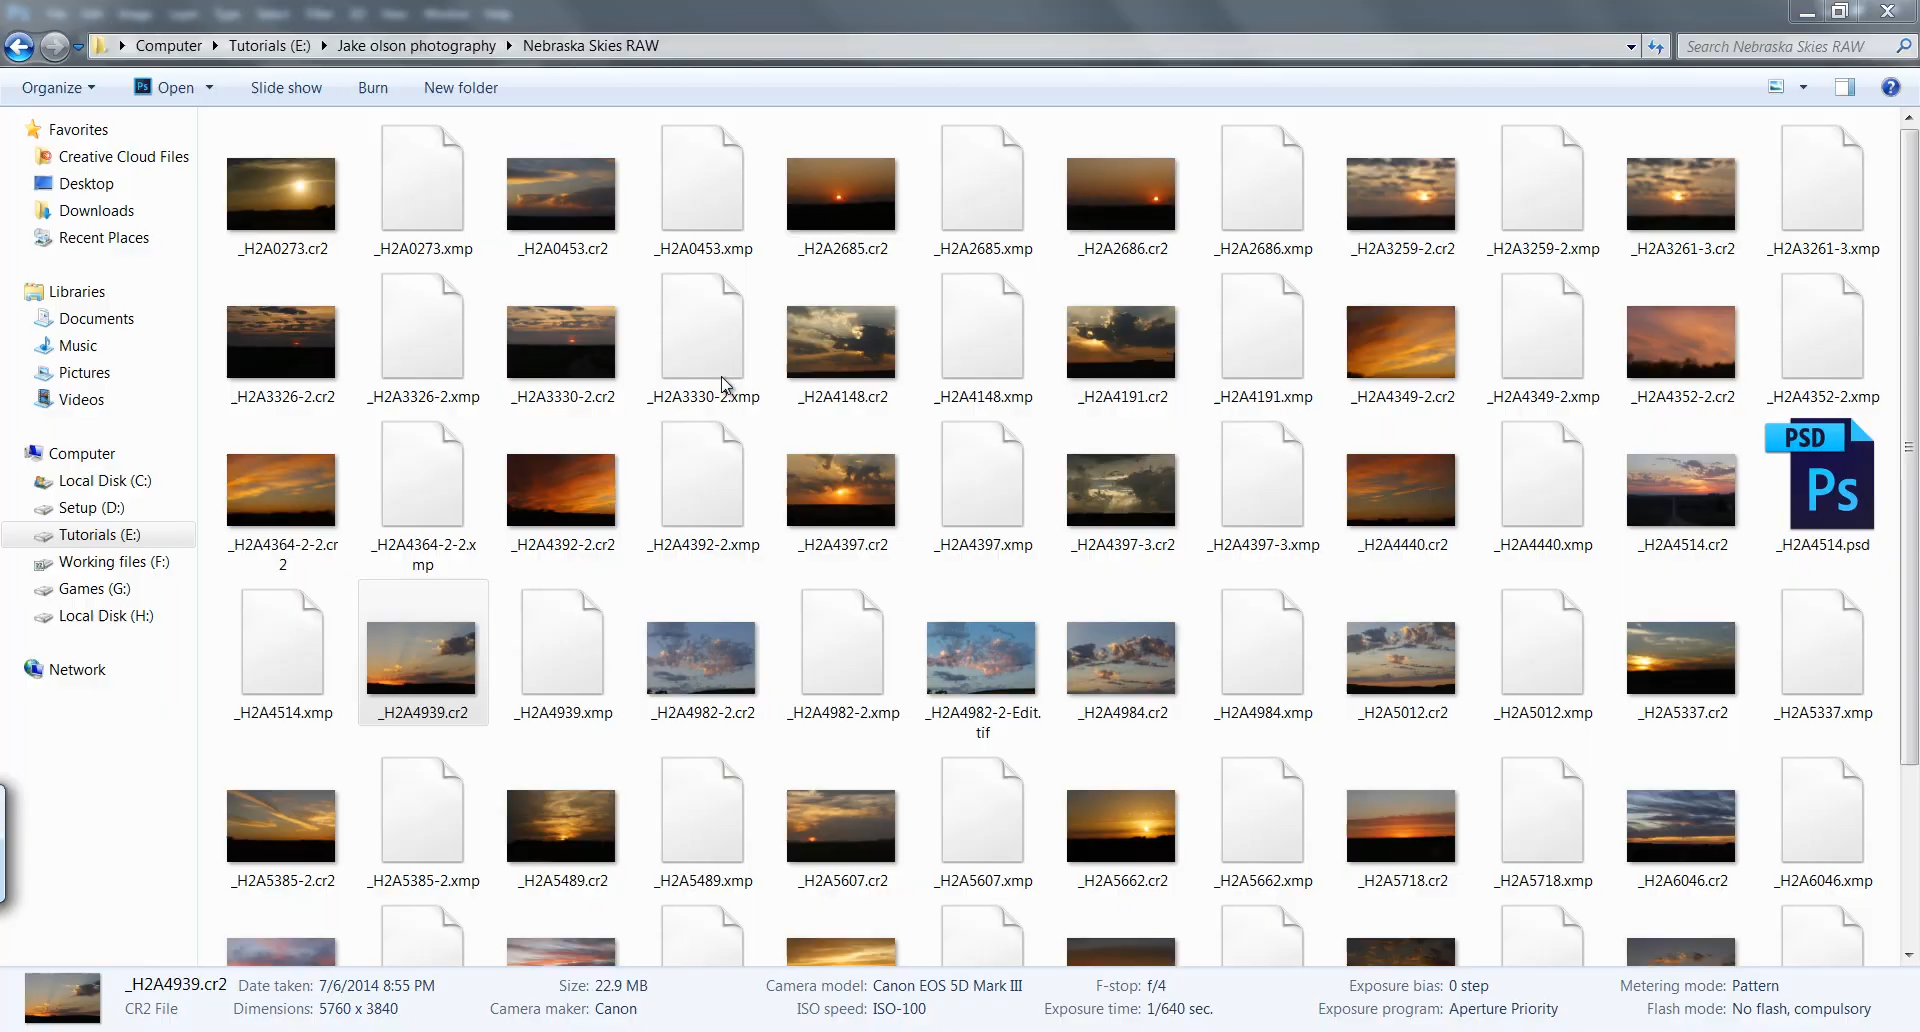 Ps File Edit Image Layer Type Select Filter 3D View Window Help
Computer Tutorials (E:) Jake olson photography Nebraska Skies RAW
Search Nebraska Skies RAW
Organize Ps Open Slide show Burn New folder
Favorites
Creative Cloud Files
Desktop
Downloads
Recent Places
Libraries
Documents
Music
Pictures
Videos
Computer
Local Disk (C:)
Setup (D:)
Tutorials (E:)
Working files (F:)
Games (G:)
Local Disk (H:)
Network
_H2A0273.cr2 _H2A0273.xmp _H2A0453.cr2 _H2A0453.xmp _H2A2685.cr2 _H2A2685.xmp _H2A2686.cr2 _H2A2686.xmp _H2A3259-2.cr2 _H2A3259-2.xmp _H2A3261-3.cr2 _H2A3261-3.xmp
_H2A3326-2.cr2 _H2A3326-2.xmp _H2A3330-2.cr2 _H2A3330-2.xmp _H2A4148.cr2 _H2A4148.xmp _H2A4191.cr2 _H2A4191.xmp _H2A4349-2.cr2 _H2A4349-2.xmp _H2A4352-2.cr2 _H2A4352-2.xmp
PSD
Ps
_H2A4364-2-2.cr _H2A4364-2-2.x _H2A4392-2.cr2 _H2A4392-2.xmp _H2A4397.cr2 _H2A4397.xmp _H2A4397-3.cr2 _H2A4397-3.xmp _H2A4440.cr2 _H2A4440.xmp _H2A4514.cr2 _H2A4514.psd
2 mp
_H2A4514.xmp _H2A4939.cr2 _H2A4939.xmp _H2A4982-2.cr2 _H2A4982-2.xmp _H2A4982-2-Edit. _H2A4984.cr2 _H2A4984.xmp _H2A5012.cr2 _H2A5012.xmp _H2A5337.cr2 _H2A5337.xmp
tif
_H2A5385-2.cr2 _H2A5385-2.xmp _H2A5489.cr2 _H2A5489.xmp _H2A5607.cr2 _H2A5607.xmp _H2A5662.cr2 _H2A5662.xmp _H2A5718.cr2 _H2A5718.xmp _H2A6046.cr2 _H2A6046.xmp
_H2A4939.cr2 Date taken: 7/6/2014 8:55 PM Size: 22.9 MB Camera model: Canon EOS 5D Mark III F-stop: f/4 Exposure bias: 0 step Metering mode: Pattern
CR2 File Dimensions: 5760 x 3840 Camera maker: Canon ISO speed: ISO-100 Exposure time: 1/640 sec. Exposure program: Aperture Priority Flash mode: No flash, compulsory